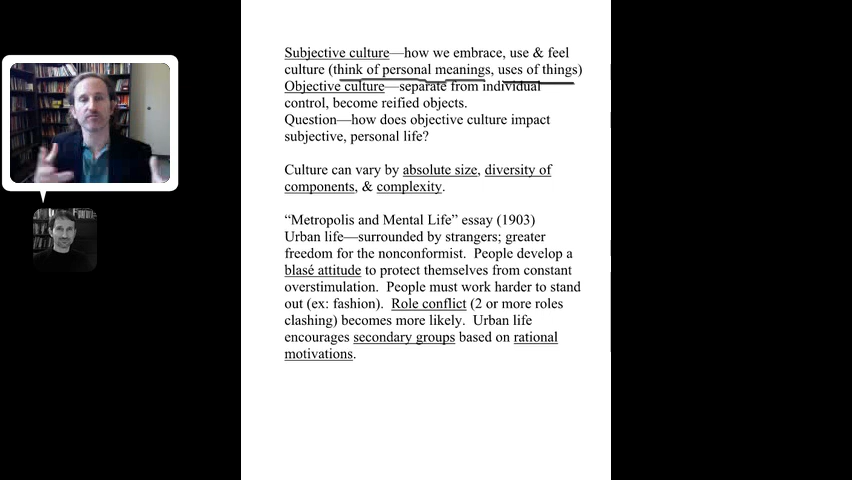 Subjective culture—how we embrace, use & feel
culture (think of personal meanings, uses of things)
Objective culture—separate from individual
control, become reified objects.
Question—how does objective culture impact
subjective, personal life?
Culture can vary by absolute size, diversity of
components, & complexity.
“Metropolis and Mental Life” essay (1903)
Urban life—surrounded by strangers; greater
freedom for the nonconformist.  People develop a
blasé attitude to protect themselves from constant
overstimulation.  People must work harder to stand
out (ex: fashion).  Role conflict (2 or more roles
clashing) becomes more likely.  Urban life
encourages secondary groups based on rational
motivations.